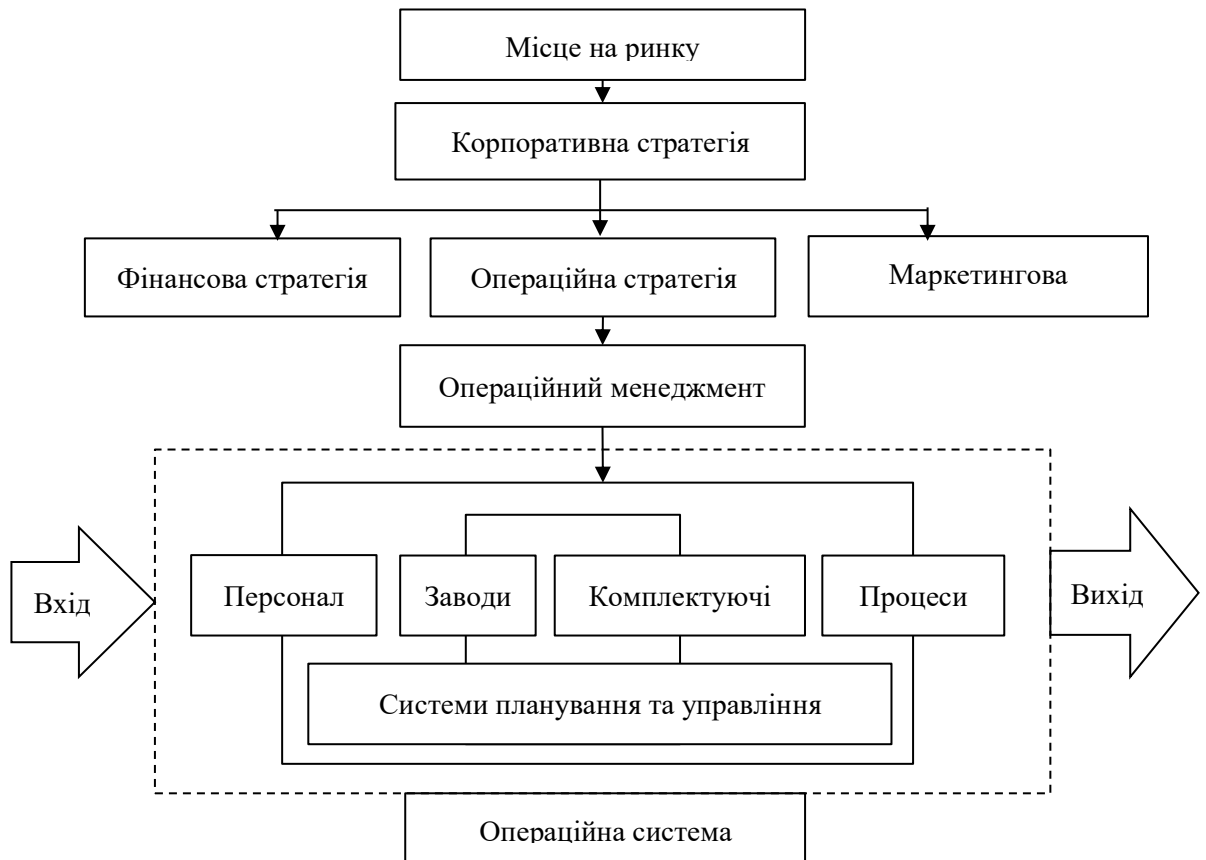 Місце на ринку
Корпоративна стратегія
Фінансова стратегія
Операційна стратегія
Маркетингова
Операційний менеджмент
Вхід
Персонал
Заводи
Комплектуючі
Процеси
Вихід
Системи планування та управління
Операційна система